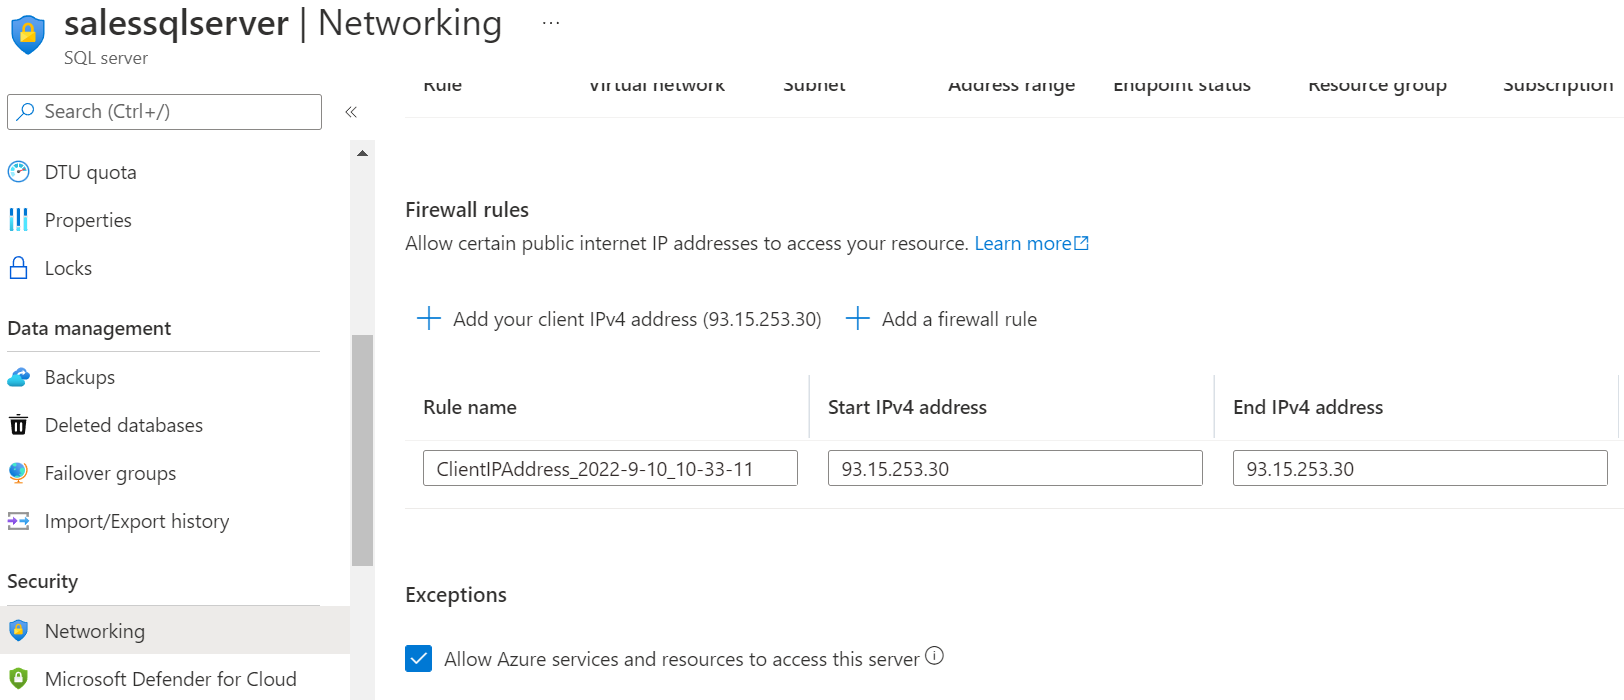 salessqlserver | Networking ...
SQL server
Search (Ctrl+/)
«
DTU quota
Properties
Locks
Data management
Backups
Deleted databases
Failover groups
Import/Export history
Security
Networking
Microsoft Defender for Cloud
Rule Virtual network Subnet Address range Endpoint status Resource group Subscription
Firewall rules
Allow certain public internet IP addresses to access your resource. Learn more
Add your client IPv4 address (93.15.253.30) Add a firewall rule
Rule name Start IPv4 address End IPv4 address
ClientIPAddress_2022-9-10_10-33-11 93.15.253.30 93.15.253.30
Exceptions
Allow Azure services and resources to access this server